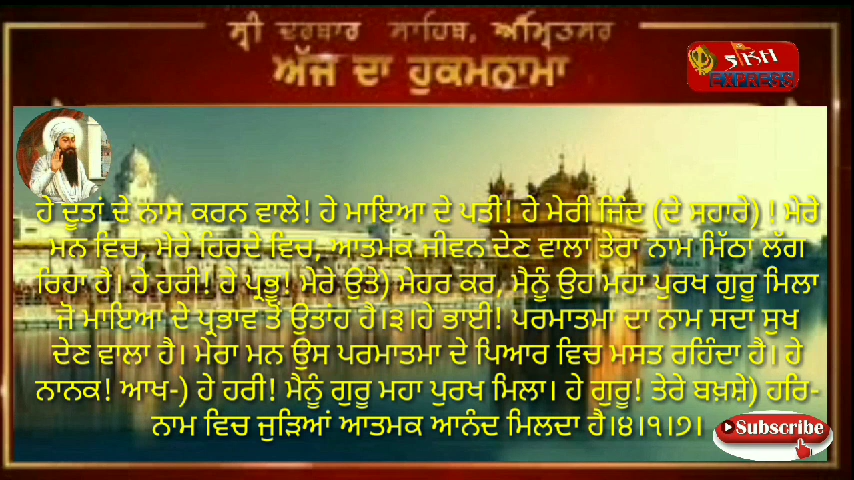 ਸ੍ਰੀ ਦਰਬਾਰ ਸਾਹਿਬ, ਅੰਮ੍ਰਿਤਸਰ
ਅੱਜ ਦਾ ਹੁਕਮਨਾਮਾ
SIKH
EXPRESS
ਹੇ ਦੂਤਾਂ ਦੇ ਨਾਸ ਕਰਨ ਵਾਲੇ! ਹੇ ਮਾਇਆ ਦੇ ਪਤੀ! ਹੇ ਮੇਰੀ ਜਿੰਦ (ਦੇ ਸਹਾਰੇ) ! ਮੇਰੇ
ਮਨ ਵਿਚ, ਮੇਰੇ ਹਿਰਦੇ ਵਿਚ, ਆਤਮਕ ਜੀਵਨ ਦੇਣ ਵਾਲਾ ਤੇਰਾ ਨਾਮ ਮਿੱਠਾ ਲੱਗ
ਰਿਹਾ ਹੈ। ਹੇ ਹਰੀ! ਹੇ ਪ੍ਰਭੂ! ਮੇਰੇ ਉਤੇ) ਮੇਹਰ ਕਰ, ਮੈਨੂੰ ਉਹ ਮਹਾ ਪੁਰਖ ਗੁਰੂ ਮਿਲਾ
ਜੋ ਮਾਇਆ ਦੇ ਪ੍ਰਭਾਵ ਤੋਂ ਉਤਾਂਹ ਹੈ।੩।ਹੇ ਭਾਈ! ਪਰਮਾਤਮਾ ਦਾ ਨਾਮ ਸਦਾ ਸੁਖ
ਦੇਣ ਵਾਲਾ ਹੈ। ਮੇਰਾ ਮਨ ਉਸ ਪਰਮਾਤਮਾ ਦੇ ਪਿਆਰ ਵਿਚ ਮਸਤ ਰਹਿੰਦਾ ਹੈ। ਹੇ
ਨਾਨਕ! ਆਖ-) ਹੇ ਹਰੀ! ਮੈਨੂੰ ਗੁਰੂ ਮਹਾ ਪੁਰਖ ਮਿਲਾ। ਹੇ ਗੁਰੂ! ਤੇਰੇ ਬਖ਼ਸ਼ੇ) ਹਰਿ-
ਨਾਮ ਵਿਚ ਜੁੜਿਆਂ ਆਤਮਕ ਆਨੰਦ ਮਿਲਦਾ ਹੈ।੪।੧।੭।
Subscribe